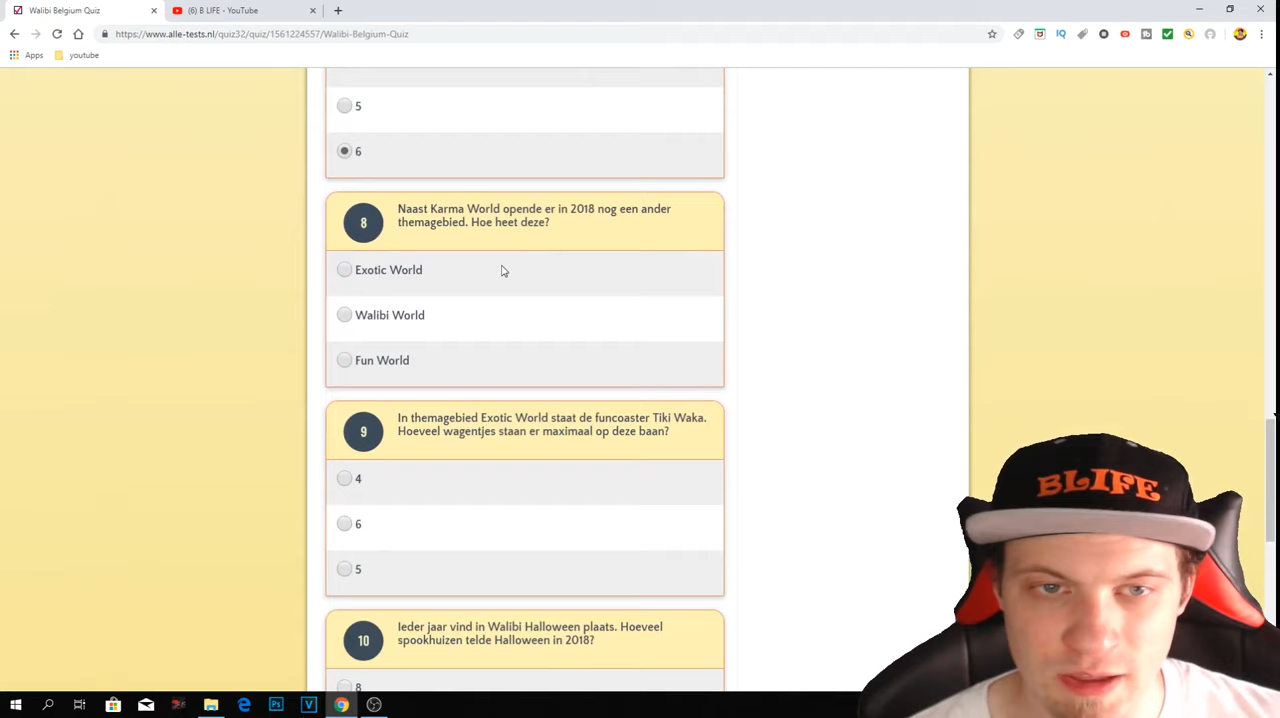 Walibi Belgium Quiz
(6) B LIFE - YouTube
https://www.alle-tests.nl/quiz32/quiz/1561224557/Walibi-Belgium-Quiz
IQ
Apps
youtube
5
6
8
Naast Karma World opende er in 2018 nog een ander
themagebied. Hoe heet deze?
Exotic World
Walibi World
Fun World
9
In themagebied Exotic World staat de funcoaster Tiki Waka.
Hoeveel wagentjes staan er maximaal op deze baan?
4
6
5
10
Ieder jaar vind in Walibi Halloween plaats. Hoeveel
spookhuizen telde Halloween in 2018?
8
BLIFE
Ps
V